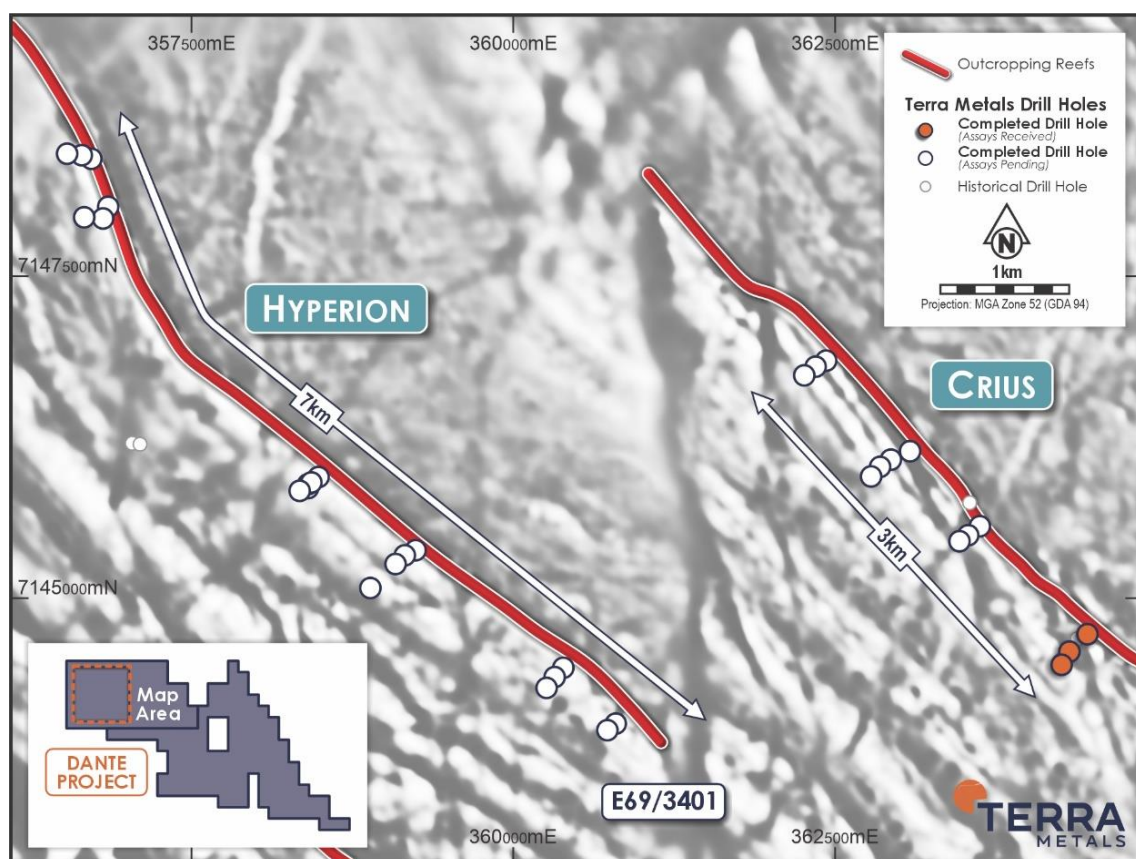 357500mE
360000mE
362500mE
Outcropping Reefs
Terra Metals Drill Holes
Completed Drill Hole
(Assays Received)
Completed Drill Hole
(Assays Pending)
Historical Drill Hole
N
1km
Projection: MGA Zone 52 (GDA 94)
7147500mN
HYPERION
CRIUS
7km
3km
7145000mN
Map
Area
DANTE
PROJECT
E69/3401
360000mE
362500mE
TERRA
METALS